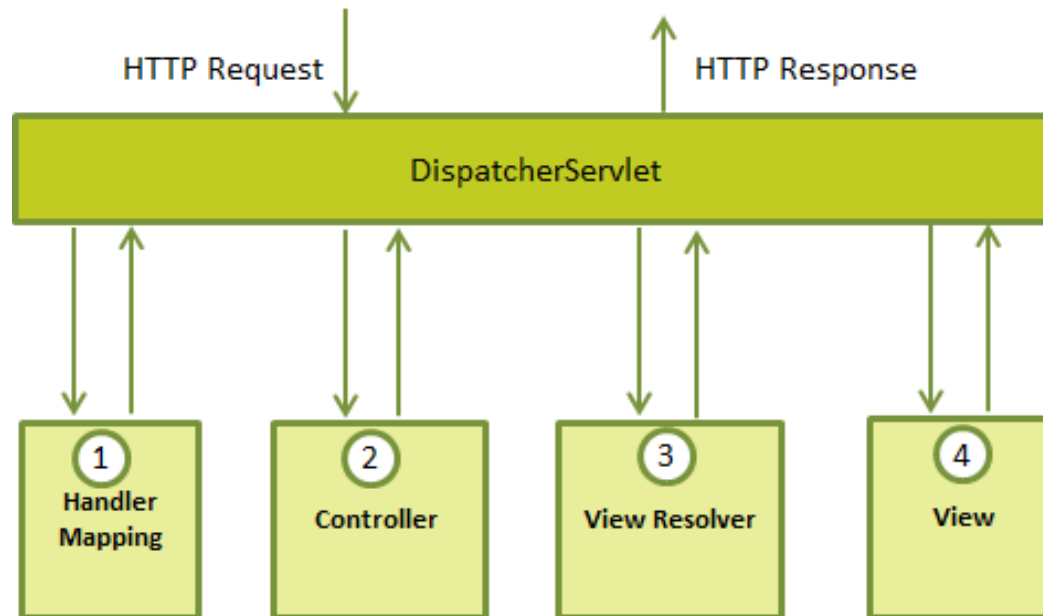 HTTP Request
HTTP Response
DispatcherServlet
1
Handler
Mapping
2
Controller
3
View Resolver
4
View